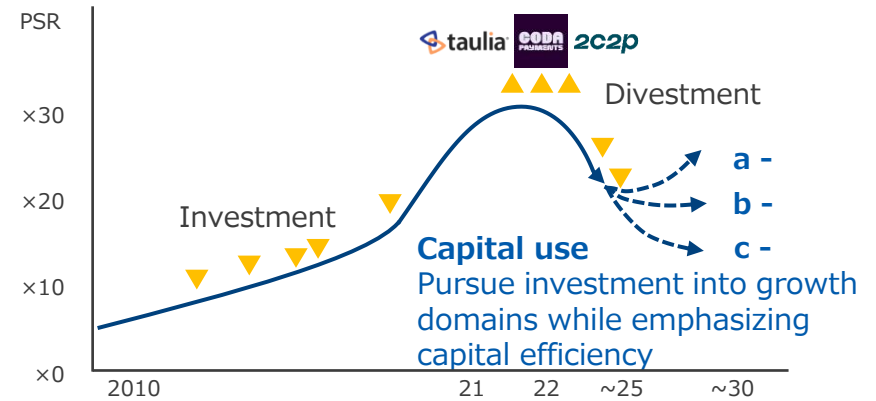 PSR
taulia CODA PAYMENTS 2c2p
×30
Divestment
a -
×20
b -
Investment
Capital use
c -
Pursue investment into growth
×10
domains while emphasizing
capital efficiency
×0
2010 21 22 ~25 ~30